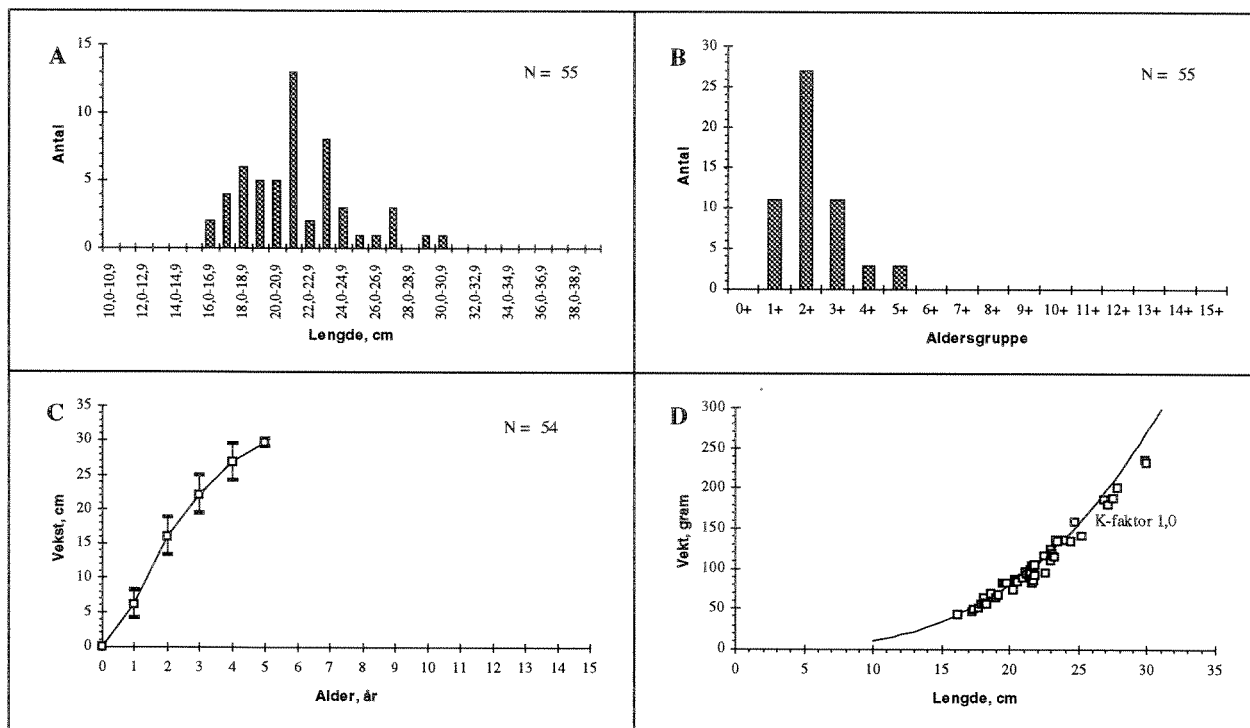 A
N = 55
Antal
15
10
5
0
10,0-10,9
12,0-12,9
14,0-14,9
16,0-16,9
18,0-18,9
20,0-20,9
22,0-22,9
24,0-24,9
26,0-26,9
28,0-28,9
30,0-30,9
32,0-32,9
34,0-34,9
36,0-36,9
38,0-38,9
Lengde, cm
B
N = 55
Antal
30
25
20
15
10
5
0
0+ 1+ 2+ 3+ 4+ 5+ 6+ 7+ 8+ 9+ 10+ 11+ 12+ 13+ 14+ 15+
Aldersgruppe
C
N = 54
Vekst, cm
35
30
25
20
15
10
5
0
0 1 2 3 4 5 6 7 8 9 10 11 12 13 14 15
Alder, år
D
Vekt, gram
300
250
200
150
100
50
0
K-faktor 1,0
0 5 10 15 20 25 30 35
Lengde, cm